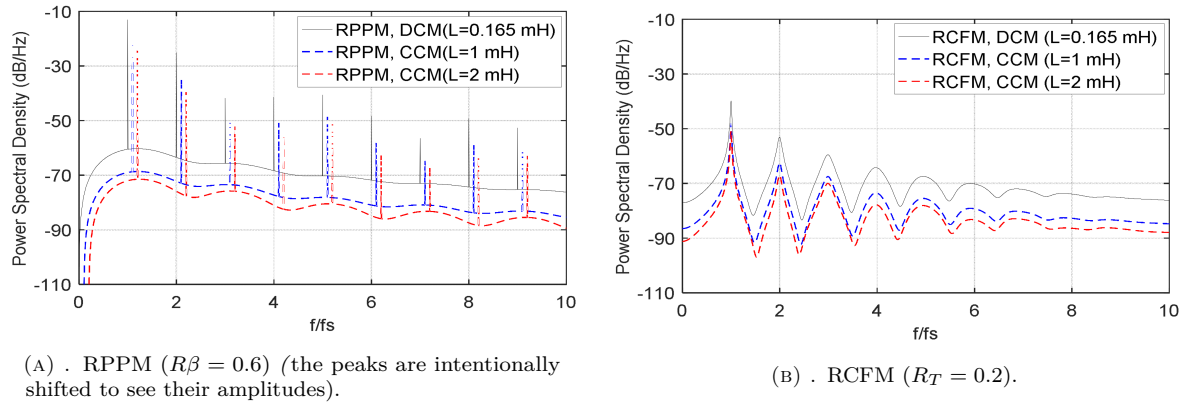 -10
-30
-50
-70
-90
-110
Power Spectral Density (dB/Hz)
RPPM, DCM(L=0.165 mH)
RPPM, CCM(L=1 mH)
RPPM, CCM(L=2 mH)
0 2 4 6 8 10
f/fs
(A) . RPPM (Rβ = 0.6) (the peaks are intentionally
shifted to see their amplitudes).
-10
-30
-50
-70
-90
-110
Power Spectral Density (dB/Hz)
RCFM, DCM (L=0.165 mH)
RCFM, CCM (L=1 mH)
RCFM, CCM (L=2 mH)
0 2 4 6 8 10
f/fs
(B) . RCFM (R_T = 0.2).